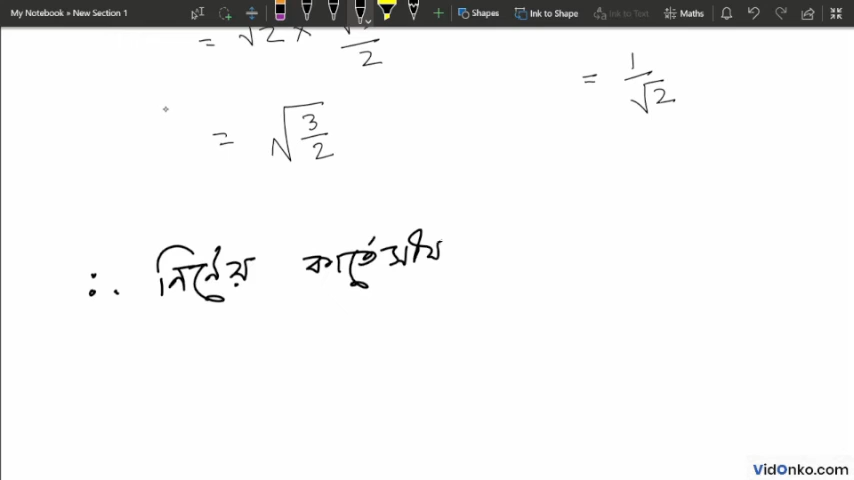 My Notebook » New Section 1
Shapes
Ink to Shape
Ink to Text
Maths
= √2 ×
2
= 1/√2
= √(3/2)
∴ নির্ণেয় কার্তেসীয়
VidOnko.com